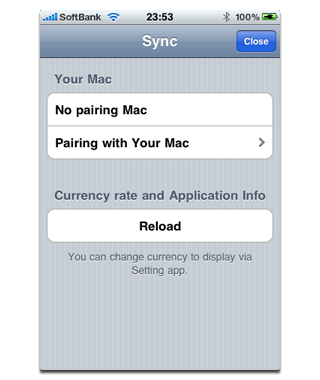 SoftBank 23:53 100%
Sync Close
Your Mac
No pairing Mac
Pairing with Your Mac
Currency rate and Application Info
Reload
You can change currency to display via
Setting app.